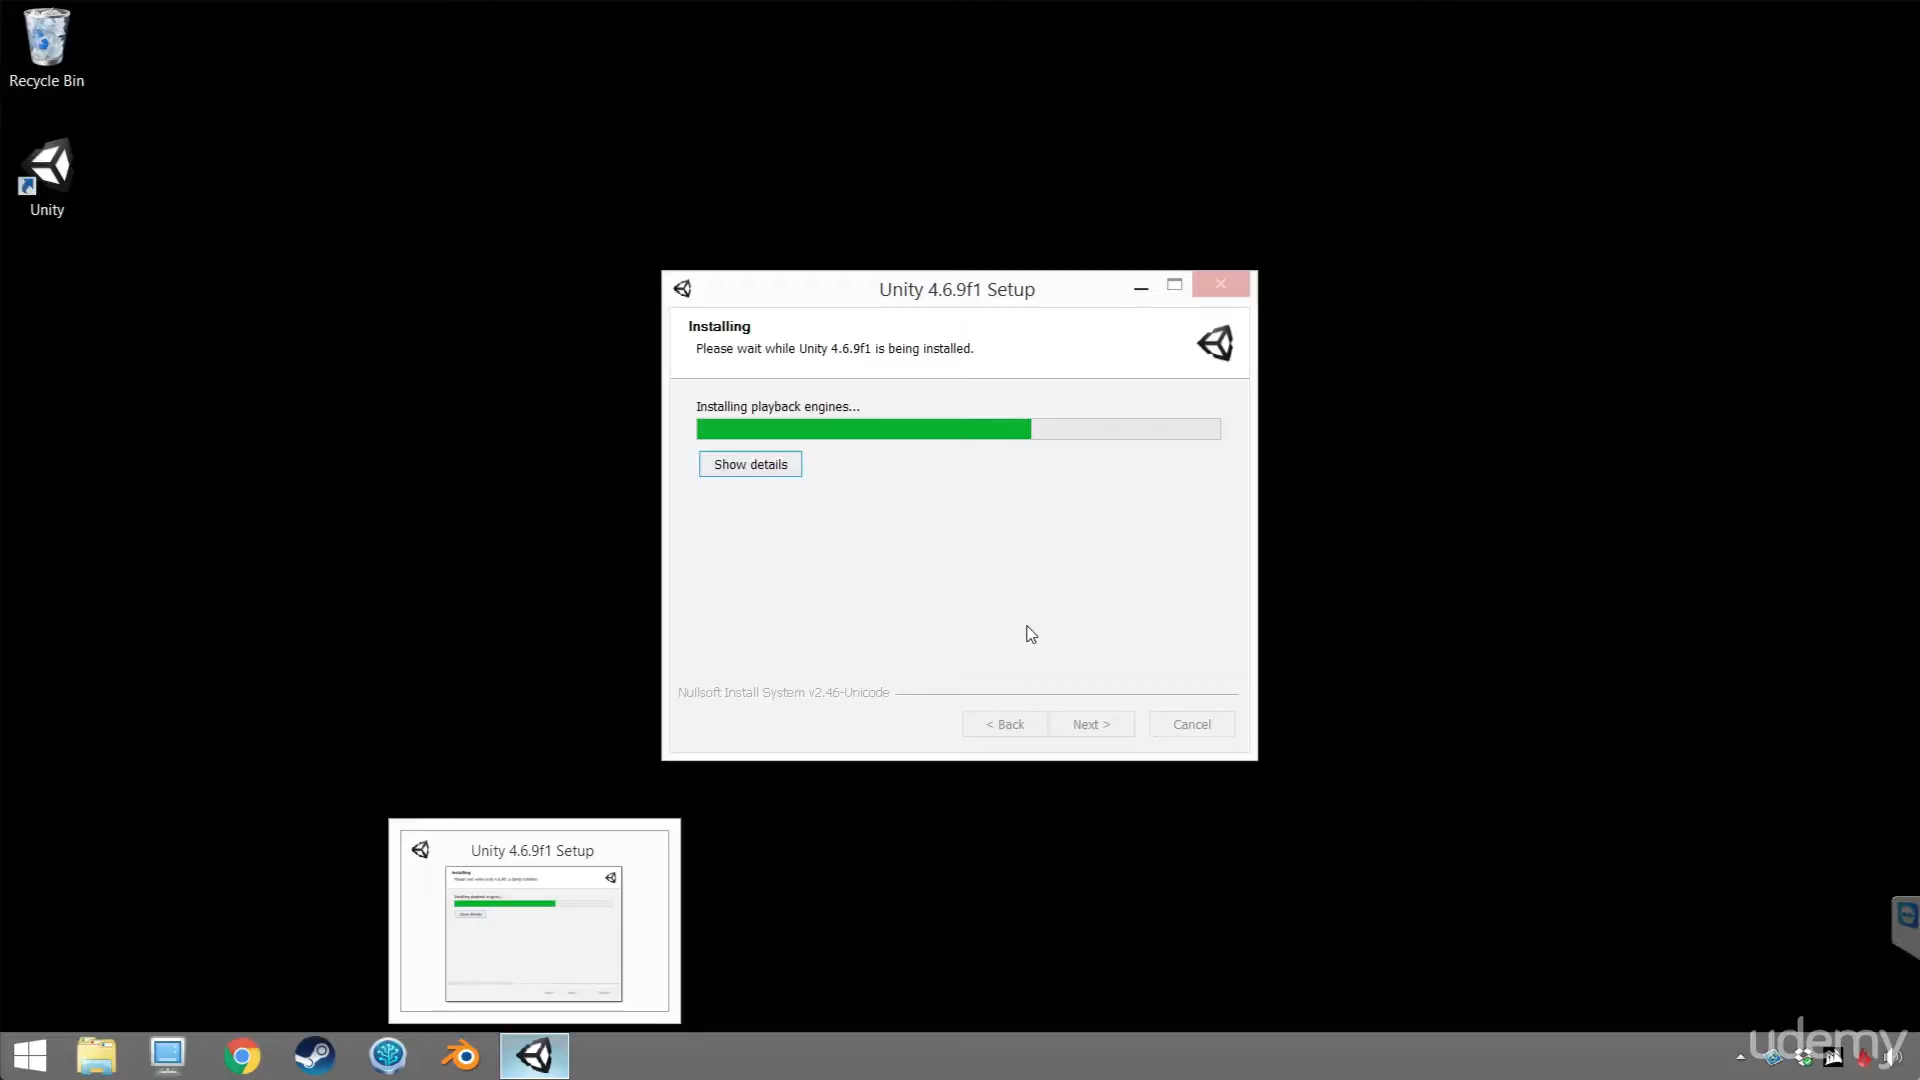 Recycle Bin
Unity
Unity 4.6.9f1 Setup
Installing
Please wait while Unity 4.6.9f1 is being installed.
Installing playback engines...
Show details
Nullsoft Install System v2.46-Unicode
< Back
Next >
Cancel
Unity 4.6.9f1 Setup
Installing
udemy